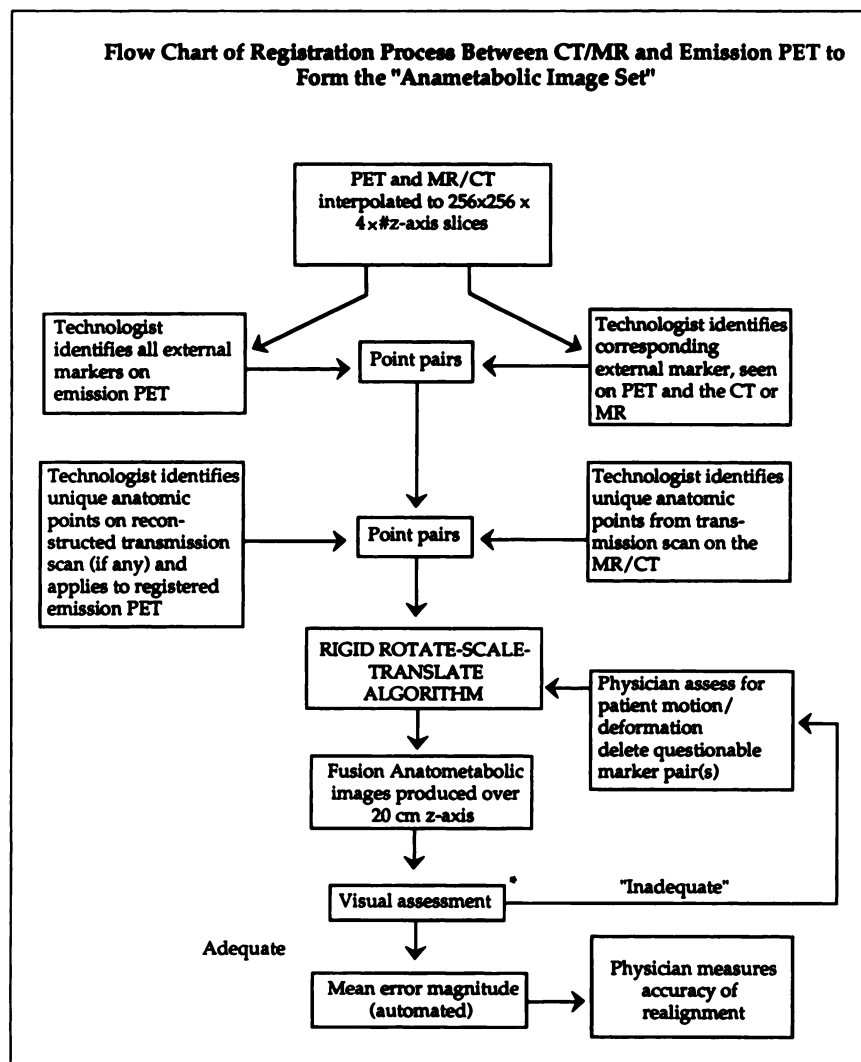 Flow Chart of Registration Process Between CT/MR and Emission PET to
Form the "Anametabolic Image Set"
PET and MR/CT
interpolated to 256x256 x
4x#z-axis slices
Technologist
identifies all external
markers on
emission PET
Point pairs
Technologist identifies
corresponding
external marker, seen
on PET and the CT or
MR
Technologist identifies
unique anatomic
points on recon-
structed transmission
scan (if any) and
applies to registered
emission PET
Point pairs
Technologist identifies
unique anatomic
points from trans-
mission scan on the
MR/CT
RIGID ROTATE-SCALE-
TRANSLATE
ALGORITHM
Physician assess for
patient motion/
deformation
delete questionable
marker pair(s)
Fusion Anatometabolic
images produced over
20 cm z-axis
Visual assessment
*
"Inadequate"
Adequate
Mean error magnitude
(automated)
Physician measures
accuracy of
realignment